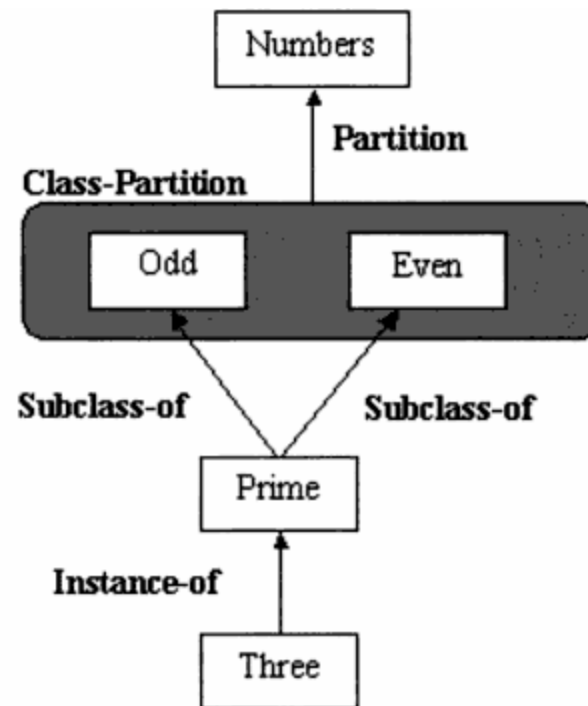 Numbers
Partition
Class-Partition
Odd
Even
Subclass-of
Subclass-of
Prime
Instance-of
Three